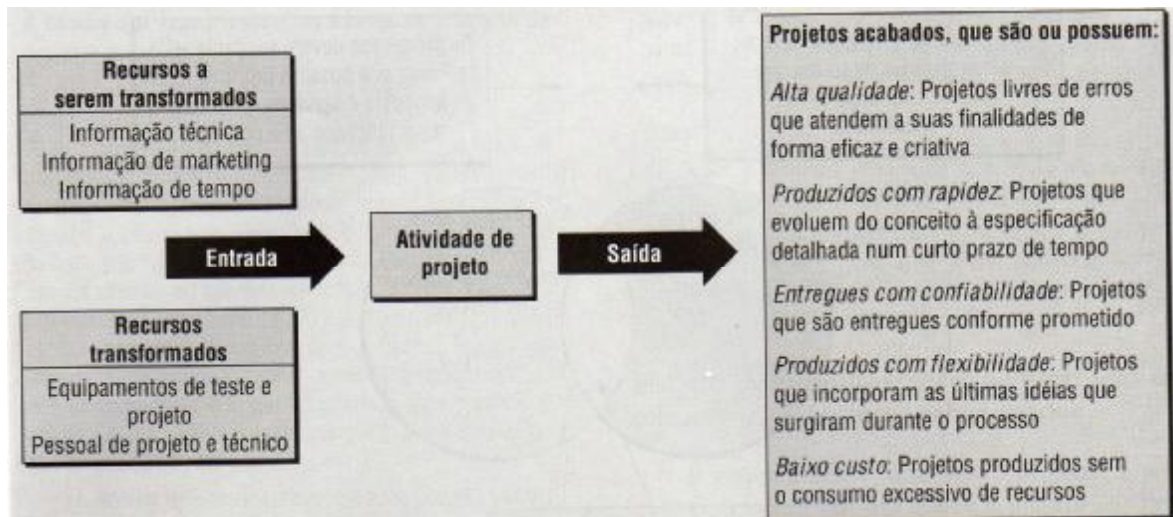 Recursos a
serem transformados
Informação técnica
Informação de marketing
Informação de tempo
Entrada
Recursos
transformados
Equipamentos de teste e
projeto
Pessoal de projeto e técnico
Atividade de
projeto
Saída
Projetos acabados, que são ou possuem:
Alta qualidade: Projetos livres de erros
que atendem a suas finalidades de
forma eficaz e criativa
Produzidos com rapidez: Projetos que
evoluem do conceito à especificação
detalhada num curto prazo de tempo
Entregues com confiabilidade: Projetos
que são entregues conforme prometido
Produzidos com flexibilidade: Projetos
que incorporam as últimas idéias que
surgiram durante o processo
Baixo custo: Projetos produzidos sem
o consumo excessivo de recursos